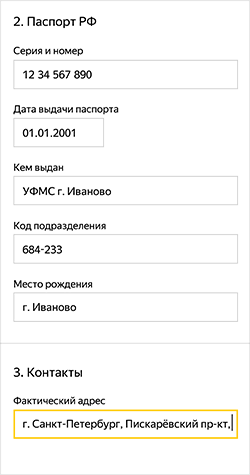 2. Паспорт РФ
Серия и номер
12 34 567 890
Дата выдачи паспорта
01.01.2001
Кем выдан
УФМС г. Иваново
Код подразделения
684-233
Место рождения
г. Иваново
3. Контакты
Фактический адрес
г. Санкт-Петербург, Пискарёвский пр-кт,